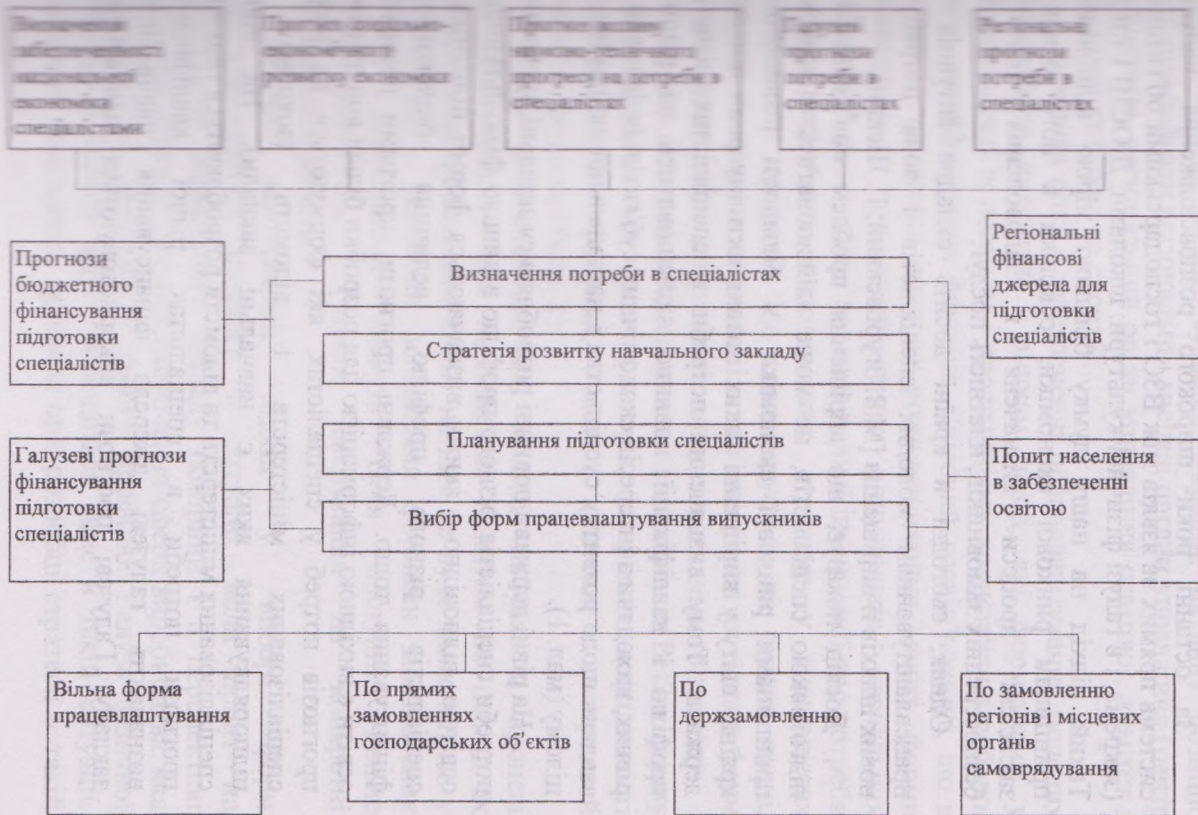 Визначення
забезпеченності
національної
економіки
спеціалістами
Прогноз соціально-
економічного
розвитку економіки
Прогноз впливу
науково-технічного
прогресу на потреби в
спеціалістах
Галузеві
прогнози
потреби в
спеціалістах
Регіональні
прогнози
потреби в
спеціалістах
Прогнози
бюджетного
фінансування
підготовки
спеціалістів
Визначення потреби в спеціалістах
Регіональні
фінансові
джерела для
підготовки
спеціалістів
Стратегія розвитку навчального закладу
Галузеві прогнози
фінансування
підготовки
спеціалістів
Планування підготовки спеціалістів
Вибір форм працевлаштування випускників
Попит населення
в забезпеченні
освітою
Вільна форма
працевлаштування
По прямих
замовленнях
господарських об’єктів
По
держзамовленню
По замовленню
регіонів і місцевих
органів
самоврядування